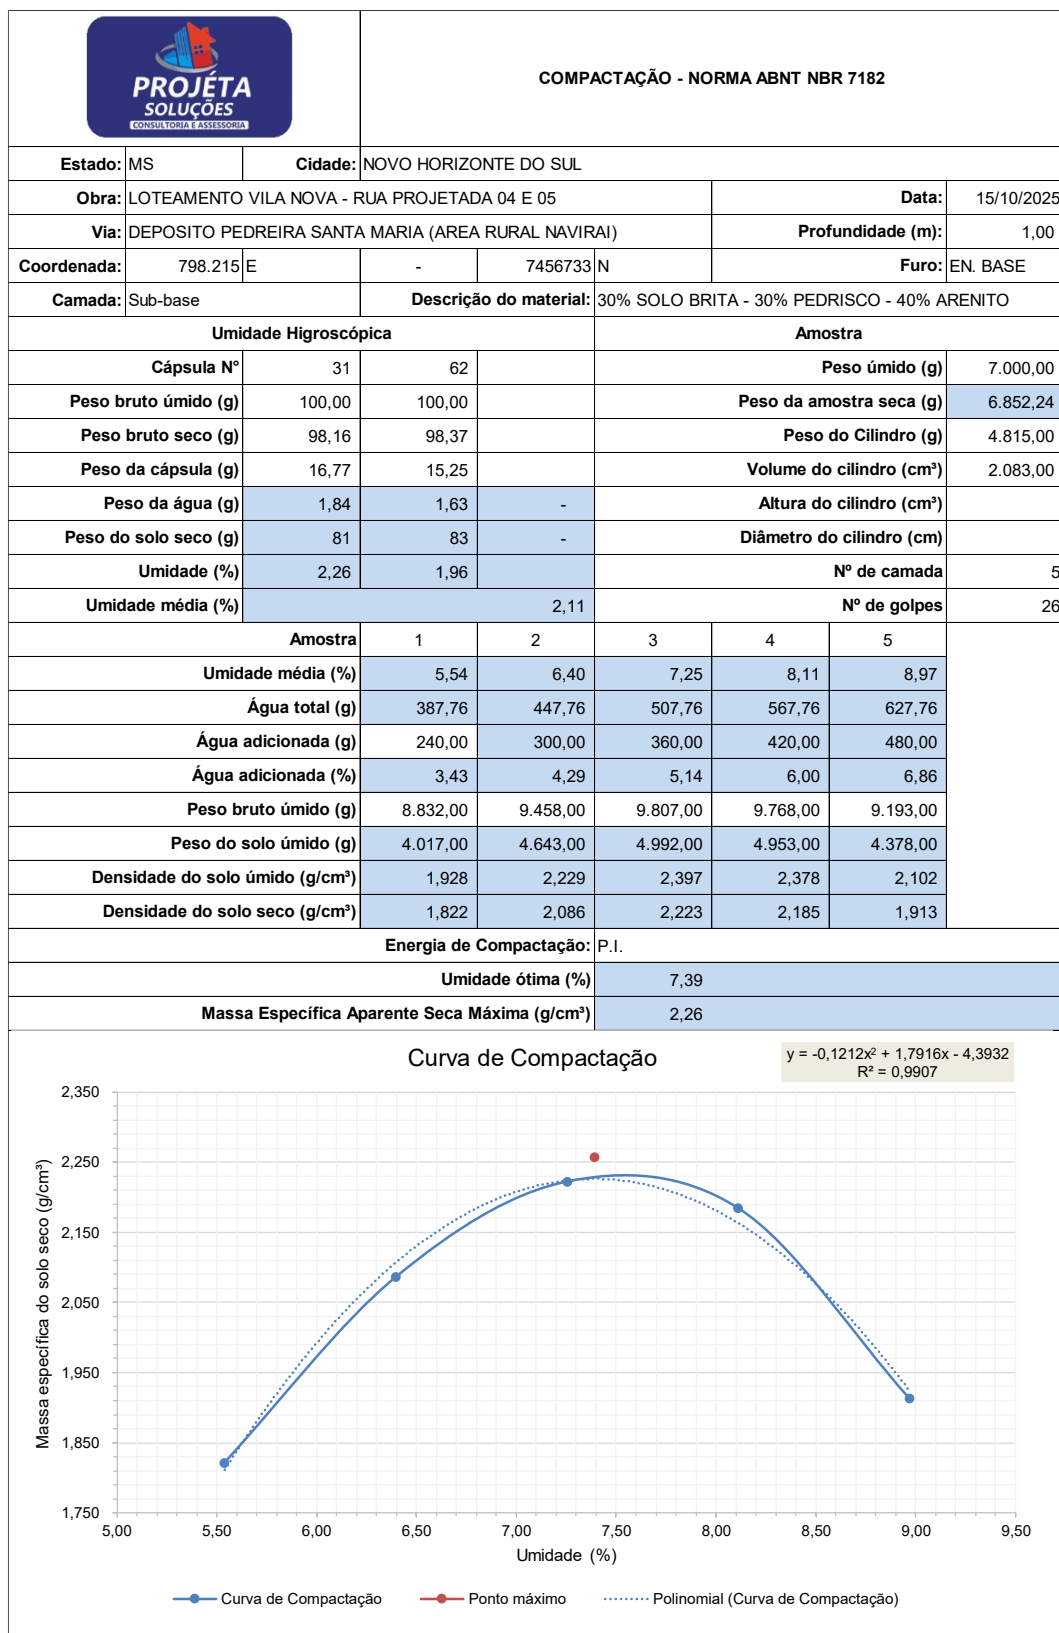 PROJÉTA
SOLUÇÕES
CONSULTORIA E ASSESSORIA
COMPACTAÇÃO - NORMA ABNT NBR 7182
Estado: MS Cidade: NOVO HORIZONTE DO SUL
Obra: LOTEAMENTO VILA NOVA - RUA PROJETADA 04 E 05 Data: 15/10/2025
Via: DEPOSITO PEDREIRA SANTA MARIA (AREA RURAL NAVIRAI) Profundidade (m): 1,00
Coordenada: 798.215 E - 7456733 N Furo: EN. BASE
Camada: Sub-base Descrição do material: 30% SOLO BRITA - 30% PEDRISCO - 40% ARENITO
Umidade Higroscópica Amostra
Cápsula N° 31 62 Peso úmido (g) 7.000,00
Peso bruto úmido (g) 100,00 100,00 Peso da amostra seca (g) 6.852,24
Peso bruto seco (g) 98,16 98,37 Peso do Cilindro (g) 4.815,00
Peso da cápsula (g) 16,77 15,25 Volume do cilindro (cm³) 2.083,00
Peso da água (g) 1,84 1,63 - Altura do cilindro (cm³)
Peso do solo seco (g) 81 83 - Diâmetro do cilindro (cm)
Umidade (%) 2,26 1,96 Nº de camada 5
Umidade média (%) 2,11 Nº de golpes 26
Amostra 1 2 3 4 5
Umidade média (%) 5,54 6,40 7,25 8,11 8,97
Água total (g) 387,76 447,76 507,76 567,76 627,76
Água adicionada (g) 240,00 300,00 360,00 420,00 480,00
Água adicionada (%) 3,43 4,29 5,14 6,00 6,86
Peso bruto úmido (g) 8.832,00 9.458,00 9.807,00 9.768,00 9.193,00
Peso do solo úmido (g) 4.017,00 4.643,00 4.992,00 4.953,00 4.378,00
Densidade do solo úmido (g/cm³) 1,928 2,229 2,397 2,378 2,102
Densidade do solo seco (g/cm³) 1,822 2,086 2,223 2,185 1,913
Energia de Compactação: P.I.
Umidade ótima (%) 7,39
Massa Específica Aparente Seca Máxima (g/cm³) 2,26
Curva de Compactação
y = -0,1212x² + 1,7916x - 4,3932
R² = 0,9907
Massa específica do solo seco (g/cm³)
2,350
2,250
2,150
2,050
1,950
1,850
1,750
5,00 5,50 6,00 6,50 7,00 7,50 8,00 8,50 9,00 9,50
Umidade (%)
Curva de Compactação Ponto máximo Polinomial (Curva de Compactação)